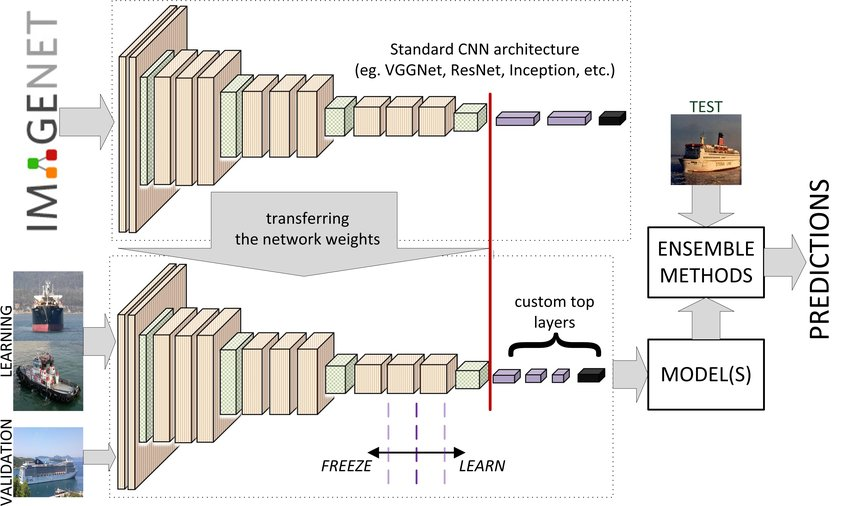 IMAGENET
Standard CNN architecture
(eg. VGGNet, ResNet, Inception, etc.)
TEST
transferring
the network weights
ENSEMBLE
METHODS
PREDICTIONS
LEARNING
custom top
layers
MODEL(S)
VALIDATION
FREEZE
LEARN